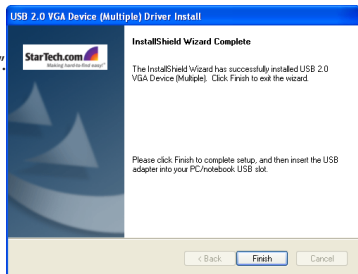 USB 2.0 VGA Device (Multiple) Driver Install
StarTech.com
Making hard-to-find easy!
InstallShield Wizard Complete
The InstallShield Wizard has successfully installed USB 2.0
VGA Device (Multiple). Click Finish to exit the wizard.
Please click Finish to complete setup, and then insert the USB
adapter into your PC/notebook USB slot.
< Back
Finish
Cancel